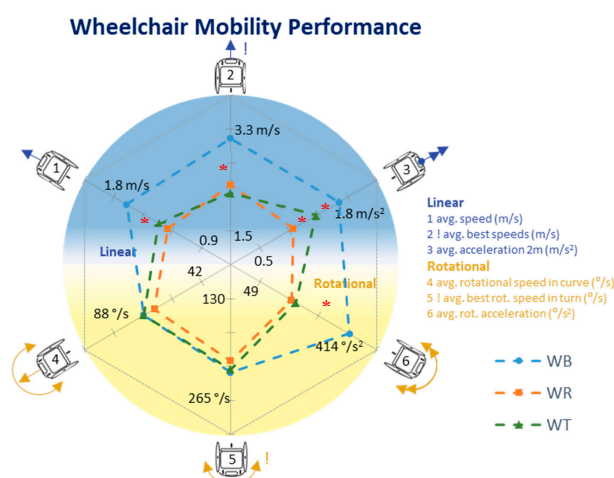 Wheelchair Mobility Performance
!
2
3.3 m/s
*
1
3
1.8 m/s
*
*
*
1.8 m/s²
Linear
0.9
1.5
0.5
42
49
Rotational
130
*
88 °/s
414 °/s²
4
6
265 °/s
5
!
Linear
1 avg. speed (m/s)
2 ! avg. best speeds (m/s)
3 avg. acceleration 2m (m/s²)
Rotational
4 avg. rotational speed in curve (°/s)
5 ! avg. best rot. speed in turn (°/s)
6 avg. rot. acceleration (°/s²)
WB
WR
WT